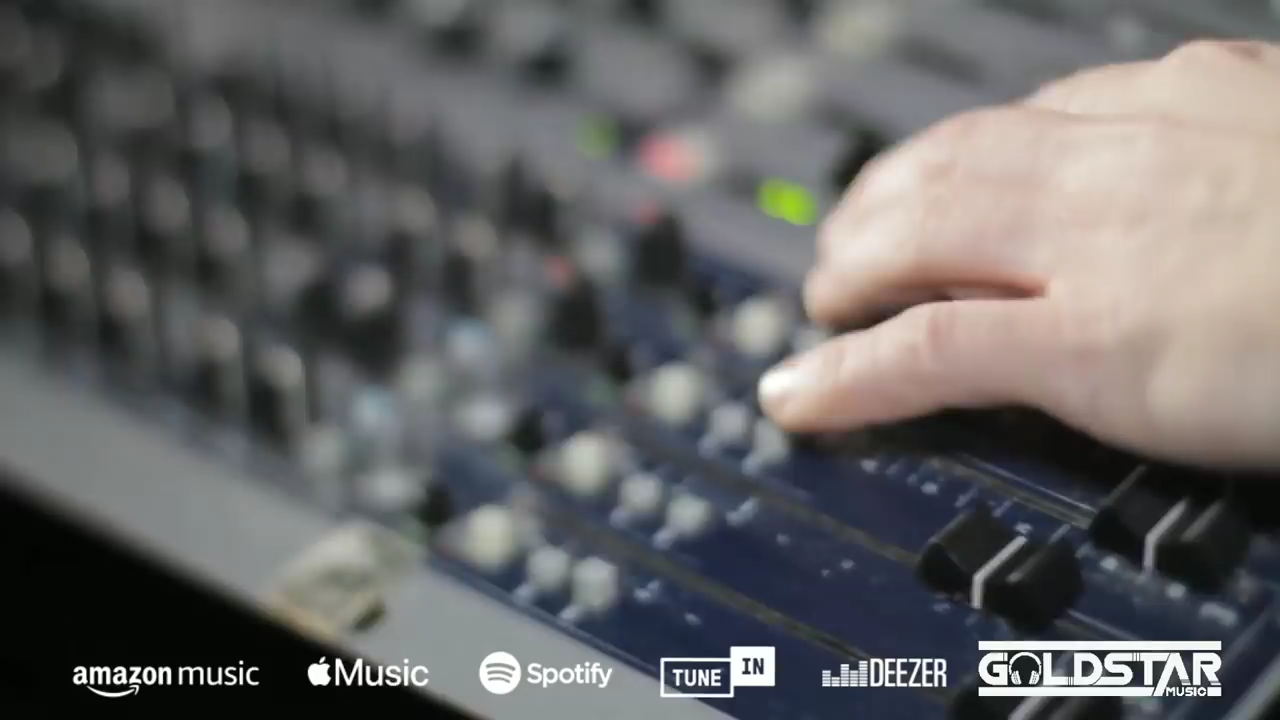 amazon music
Music
Spotify
TUNE IN
DEEZER
GOLDSTAR
MUSIC